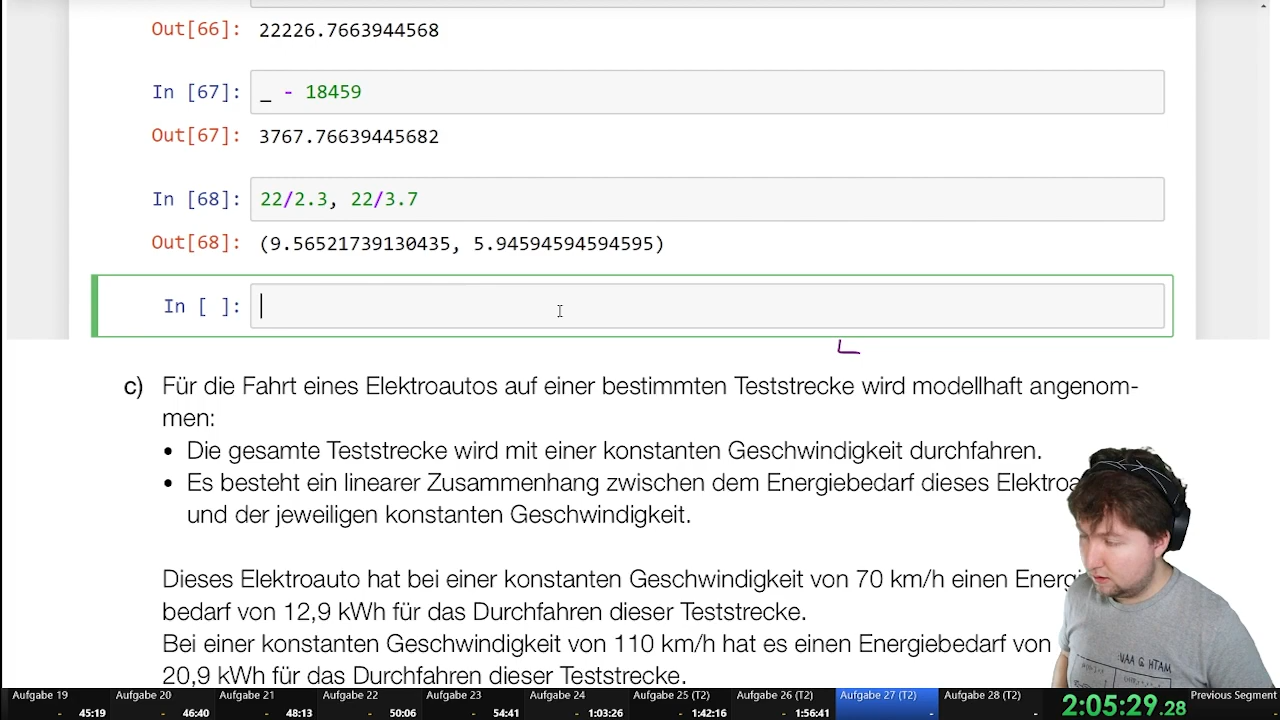 Out[66]: 22226.7663944568
In [67]: _ - 18459
Out[67]: 3767.76639445682
In [68]: 22/2.3, 22/3.7
Out[68]: (9.56521739130435, 5.94594594594595)
In [ ]:
c) Für die Fahrt eines Elektroautos auf einer bestimmten Teststrecke wird modellhaft angenom-
men:
• Die gesamte Teststrecke wird mit einer konstanten Geschwindigkeit durchfahren.
• Es besteht ein linearer Zusammenhang zwischen dem Energiebedarf dieses
und der jeweiligen konstanten Geschwindigkeit.
Dieses Elektroauto hat bei einer konstanten Geschwindigkeit von 70 km/h einen
bedarf von 12,9 kWh für das Durchfahren dieser Teststrecke.
Bei einer konstanten Geschwindigkeit von 110 km/h hat es einen Energiebedarf von
20,9 kWh für das Durchfahren dieser Teststrecke.
Aufgabe 19 Aufgabe 20 Aufgabe 21 Aufgabe 22 Aufgabe 23 Aufgabe 24 Aufgabe 25 (T2) Aufgabe 26 (T2) Aufgabe 27 (T2) Aufgabe 28 (T2) 2:05:29.28 Previous Segment
- 45:19 - 46:40 - 48:13 - 50:06 - 54:41 - 1:03:26 - 1:42:16 - 1:56:41 - - -